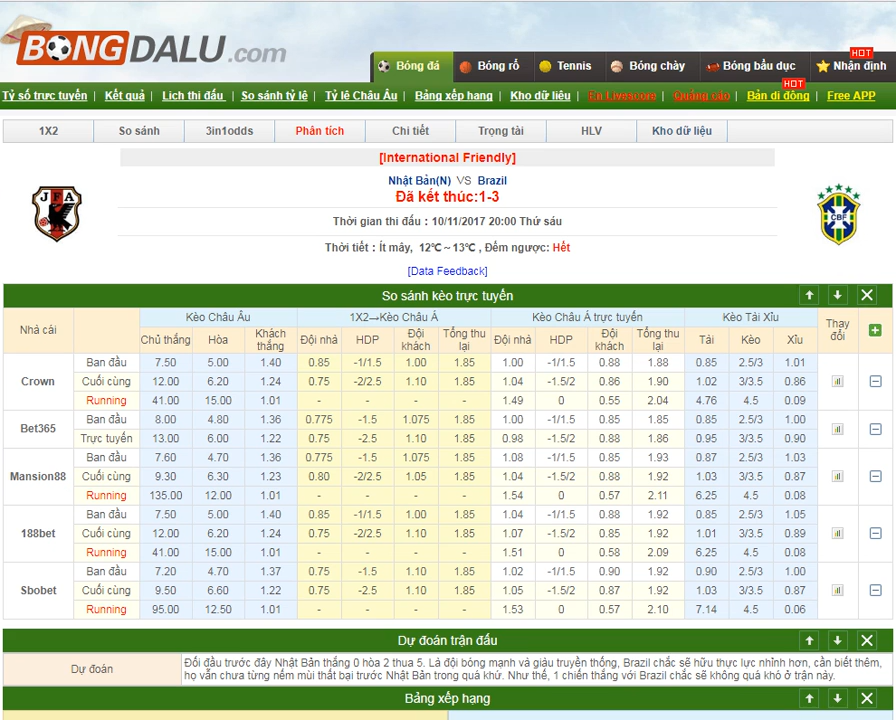 BONGDALU.com
Bóng đá Bóng rổ Tennis Bóng chày Bóng bầu dục Nhận định HOT
Tỷ số trực tuyến | Kết quả | Lịch thi đấu | So sánh tỷ lệ | Tỷ lệ Châu Âu | Bảng xếp hạng | Kho dữ liệu | En Livescore | Quảng cáo | Bản di động HOT | Free APP
1X2 So sánh 3in1odds Phân tích Chi tiết Trọng tài HLV Kho dữ liệu
[International Friendly]
Nhật Bản(N) VS Brazil
Đã kết thúc:1-3
Thời gian thi đấu : 10/11/2017 20:00 Thứ sáu
Thời tiết : Ít mây, 12℃～13℃ , Đếm ngược: Hết
[Data Feedback]
JFA
CBF
So sánh kèo trực tuyến
Nhà cái Kèo Châu Âu 1X2→Kèo Châu Á Kèo Châu Á trực tuyến Kèo Tài Xỉu Thay đổi
Chủ thắng Hòa Khách thắng Đội nhà HDP Đội khách Tổng thu lại Đội nhà HDP Đội khách Tổng thu lại Tài Kèo Xỉu
Crown
Ban đầu 7.50 5.00 1.40 0.85 -1/1.5 1.00 1.85 1.00 -1/1.5 0.88 1.88 0.85 2.5/3 1.01
Cuối cùng 12.00 6.20 1.24 0.75 -2/2.5 1.10 1.85 1.04 -1.5/2 0.86 1.90 1.02 3/3.5 0.86
Running 41.00 15.00 1.01 - - - - 1.49 0 0.55 2.04 4.76 4.5 0.09
Bet365
Ban đầu 8.00 4.80 1.36 0.775 -1.5 1.075 1.85 1.00 -1/1.5 0.85 1.85 0.85 2.5/3 1.00
Trực tuyến 13.00 6.00 1.22 0.75 -2.5 1.10 1.85 0.98 -1.5/2 0.88 1.86 0.95 3/3.5 0.90
Mansion88
Ban đầu 7.60 4.70 1.36 0.775 -1.5 1.075 1.85 1.08 -1/1.5 0.85 1.93 0.87 2.5/3 1.03
Cuối cùng 9.30 6.30 1.23 0.80 -2/2.5 1.05 1.85 1.04 -1.5/2 0.88 1.92 1.03 3/3.5 0.87
Running 135.00 12.00 1.01 - - - - 1.54 0 0.57 2.11 6.25 4.5 0.08
188bet
Ban đầu 7.50 5.00 1.40 0.85 -1/1.5 1.00 1.85 1.04 -1/1.5 0.88 1.92 0.85 2.5/3 1.05
Cuối cùng 12.00 6.20 1.24 0.75 -2/2.5 1.10 1.85 1.07 -1.5/2 0.85 1.92 1.01 3/3.5 0.89
Running 41.00 15.00 1.01 - - - - 1.51 0 0.58 2.09 6.25 4.5 0.08
Sbobet
Ban đầu 7.20 4.70 1.37 0.75 -1.5 1.10 1.85 1.02 -1/1.5 0.90 1.92 0.90 2.5/3 1.00
Cuối cùng 9.50 6.60 1.22 0.75 -2.5 1.10 1.85 1.05 -1.5/2 0.87 1.92 1.03 3/3.5 0.87
Running 95.00 12.50 1.01 - - - - 1.53 0 0.57 2.10 7.14 4.5 0.06
Dự đoán trận đấu
Dự đoán
Đối đầu trước đây Nhật Bản thắng 0 hòa 2 thua 5. Là đội bóng mạnh và giàu truyền thống, Brazil chắc sẽ hữu thực lực nhỉnh hơn, cần biết thêm,
họ vẫn chưa từng nếm mùi thất bại trước Nhật Bản trong quá khứ. Như thế, 1 chiến thắng với Brazil chắc sẽ không quá khó ở trận này.
Bảng xếp hạng